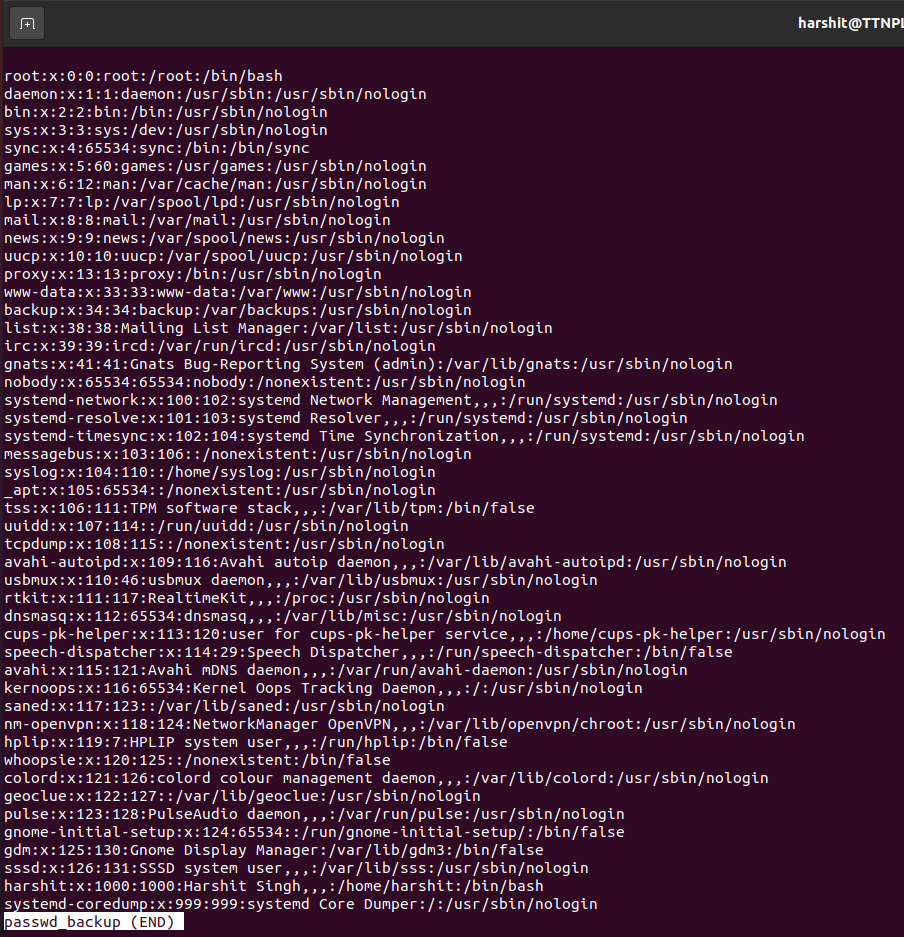 harshit@TTNPL
root:x:0:0:root:/root:/bin/bash
daemon:x:1:1:daemon:/usr/sbin:/usr/sbin/nologin
bin:x:2:2:bin:/bin:/usr/sbin/nologin
sys:x:3:3:sys:/dev:/usr/sbin/nologin
sync:x:4:65534:sync:/bin:/bin/sync
games:x:5:60:games:/usr/games:/usr/sbin/nologin
man:x:6:12:man:/var/cache/man:/usr/sbin/nologin
lp:x:7:7:lp:/var/spool/lpd:/usr/sbin/nologin
mail:x:8:8:mail:/var/mail:/usr/sbin/nologin
news:x:9:9:news:/var/spool/news:/usr/sbin/nologin
uucp:x:10:10:uucp:/var/spool/uucp:/usr/sbin/nologin
proxy:x:13:13:proxy:/bin:/usr/sbin/nologin
www-data:x:33:33:www-data:/var/www:/usr/sbin/nologin
backup:x:34:34:backup:/var/backups:/usr/sbin/nologin
list:x:38:38:Mailing List Manager:/var/list:/usr/sbin/nologin
irc:x:39:39:ircd:/var/run/ircd:/usr/sbin/nologin
gnats:x:41:41:Gnats Bug-Reporting System (admin):/var/lib/gnats:/usr/sbin/nologin
nobody:x:65534:65534:nobody:/nonexistent:/usr/sbin/nologin
systemd-network:x:100:102:systemd Network Management,,,:/run/systemd:/usr/sbin/nologin
systemd-resolve:x:101:103:systemd Resolver,,,:/run/systemd:/usr/sbin/nologin
systemd-timesync:x:102:104:systemd Time Synchronization,,,:/run/systemd:/usr/sbin/nologin
messagebus:x:103:106::/nonexistent:/usr/sbin/nologin
syslog:x:104:110::/home/syslog:/usr/sbin/nologin
_apt:x:105:65534::/nonexistent:/usr/sbin/nologin
tss:x:106:111:TPM software stack,,,:/var/lib/tpm:/bin/false
uuidd:x:107:114::/run/uuidd:/usr/sbin/nologin
tcpdump:x:108:115::/nonexistent:/usr/sbin/nologin
avahi-autoipd:x:109:116:Avahi autoip daemon,,,:/var/lib/avahi-autoipd:/usr/sbin/nologin
usbmux:x:110:46:usbmux daemon,,,:/var/lib/usbmux:/usr/sbin/nologin
rtkit:x:111:117:RealtimeKit,,,:/proc:/usr/sbin/nologin
dnsmasq:x:112:65534:dnsmasq,,,:/var/lib/misc:/usr/sbin/nologin
cups-pk-helper:x:113:120:user for cups-pk-helper service,,,:/home/cups-pk-helper:/usr/sbin/nologin
speech-dispatcher:x:114:29:Speech Dispatcher,,,:/run/speech-dispatcher:/bin/false
avahi:x:115:121:Avahi mDNS daemon,,,:/var/run/avahi-daemon:/usr/sbin/nologin
kernoops:x:116:65534:Kernel Oops Tracking Daemon,,,:/:/usr/sbin/nologin
saned:x:117:123::/var/lib/saned:/usr/sbin/nologin
nm-openvpn:x:118:124:NetworkManager OpenVPN,,,:/var/lib/openvpn/chroot:/usr/sbin/nologin
hplip:x:119:7:HPLIP system user,,,:/run/hplip:/bin/false
whoopsie:x:120:125::/nonexistent:/bin/false
colord:x:121:126:colord colour management daemon,,,:/var/lib/colord:/usr/sbin/nologin
geoclue:x:122:127::/var/lib/geoclue:/usr/sbin/nologin
pulse:x:123:128:PulseAudio daemon,,,:/var/run/pulse:/usr/sbin/nologin
gnome-initial-setup:x:124:65534::/run/gnome-initial-setup/:/bin/false
gdm:x:125:130:Gnome Display Manager:/var/lib/gdm3:/bin/false
sssd:x:126:131:SSSD system user,,,:/var/lib/sss:/usr/sbin/nologin
harshit:x:1000:1000:Harshit Singh,,,:/home/harshit:/bin/bash
systemd-coredump:x:999:999:systemd Core Dumper:/:/usr/sbin/nologin
passwd_backup (END)